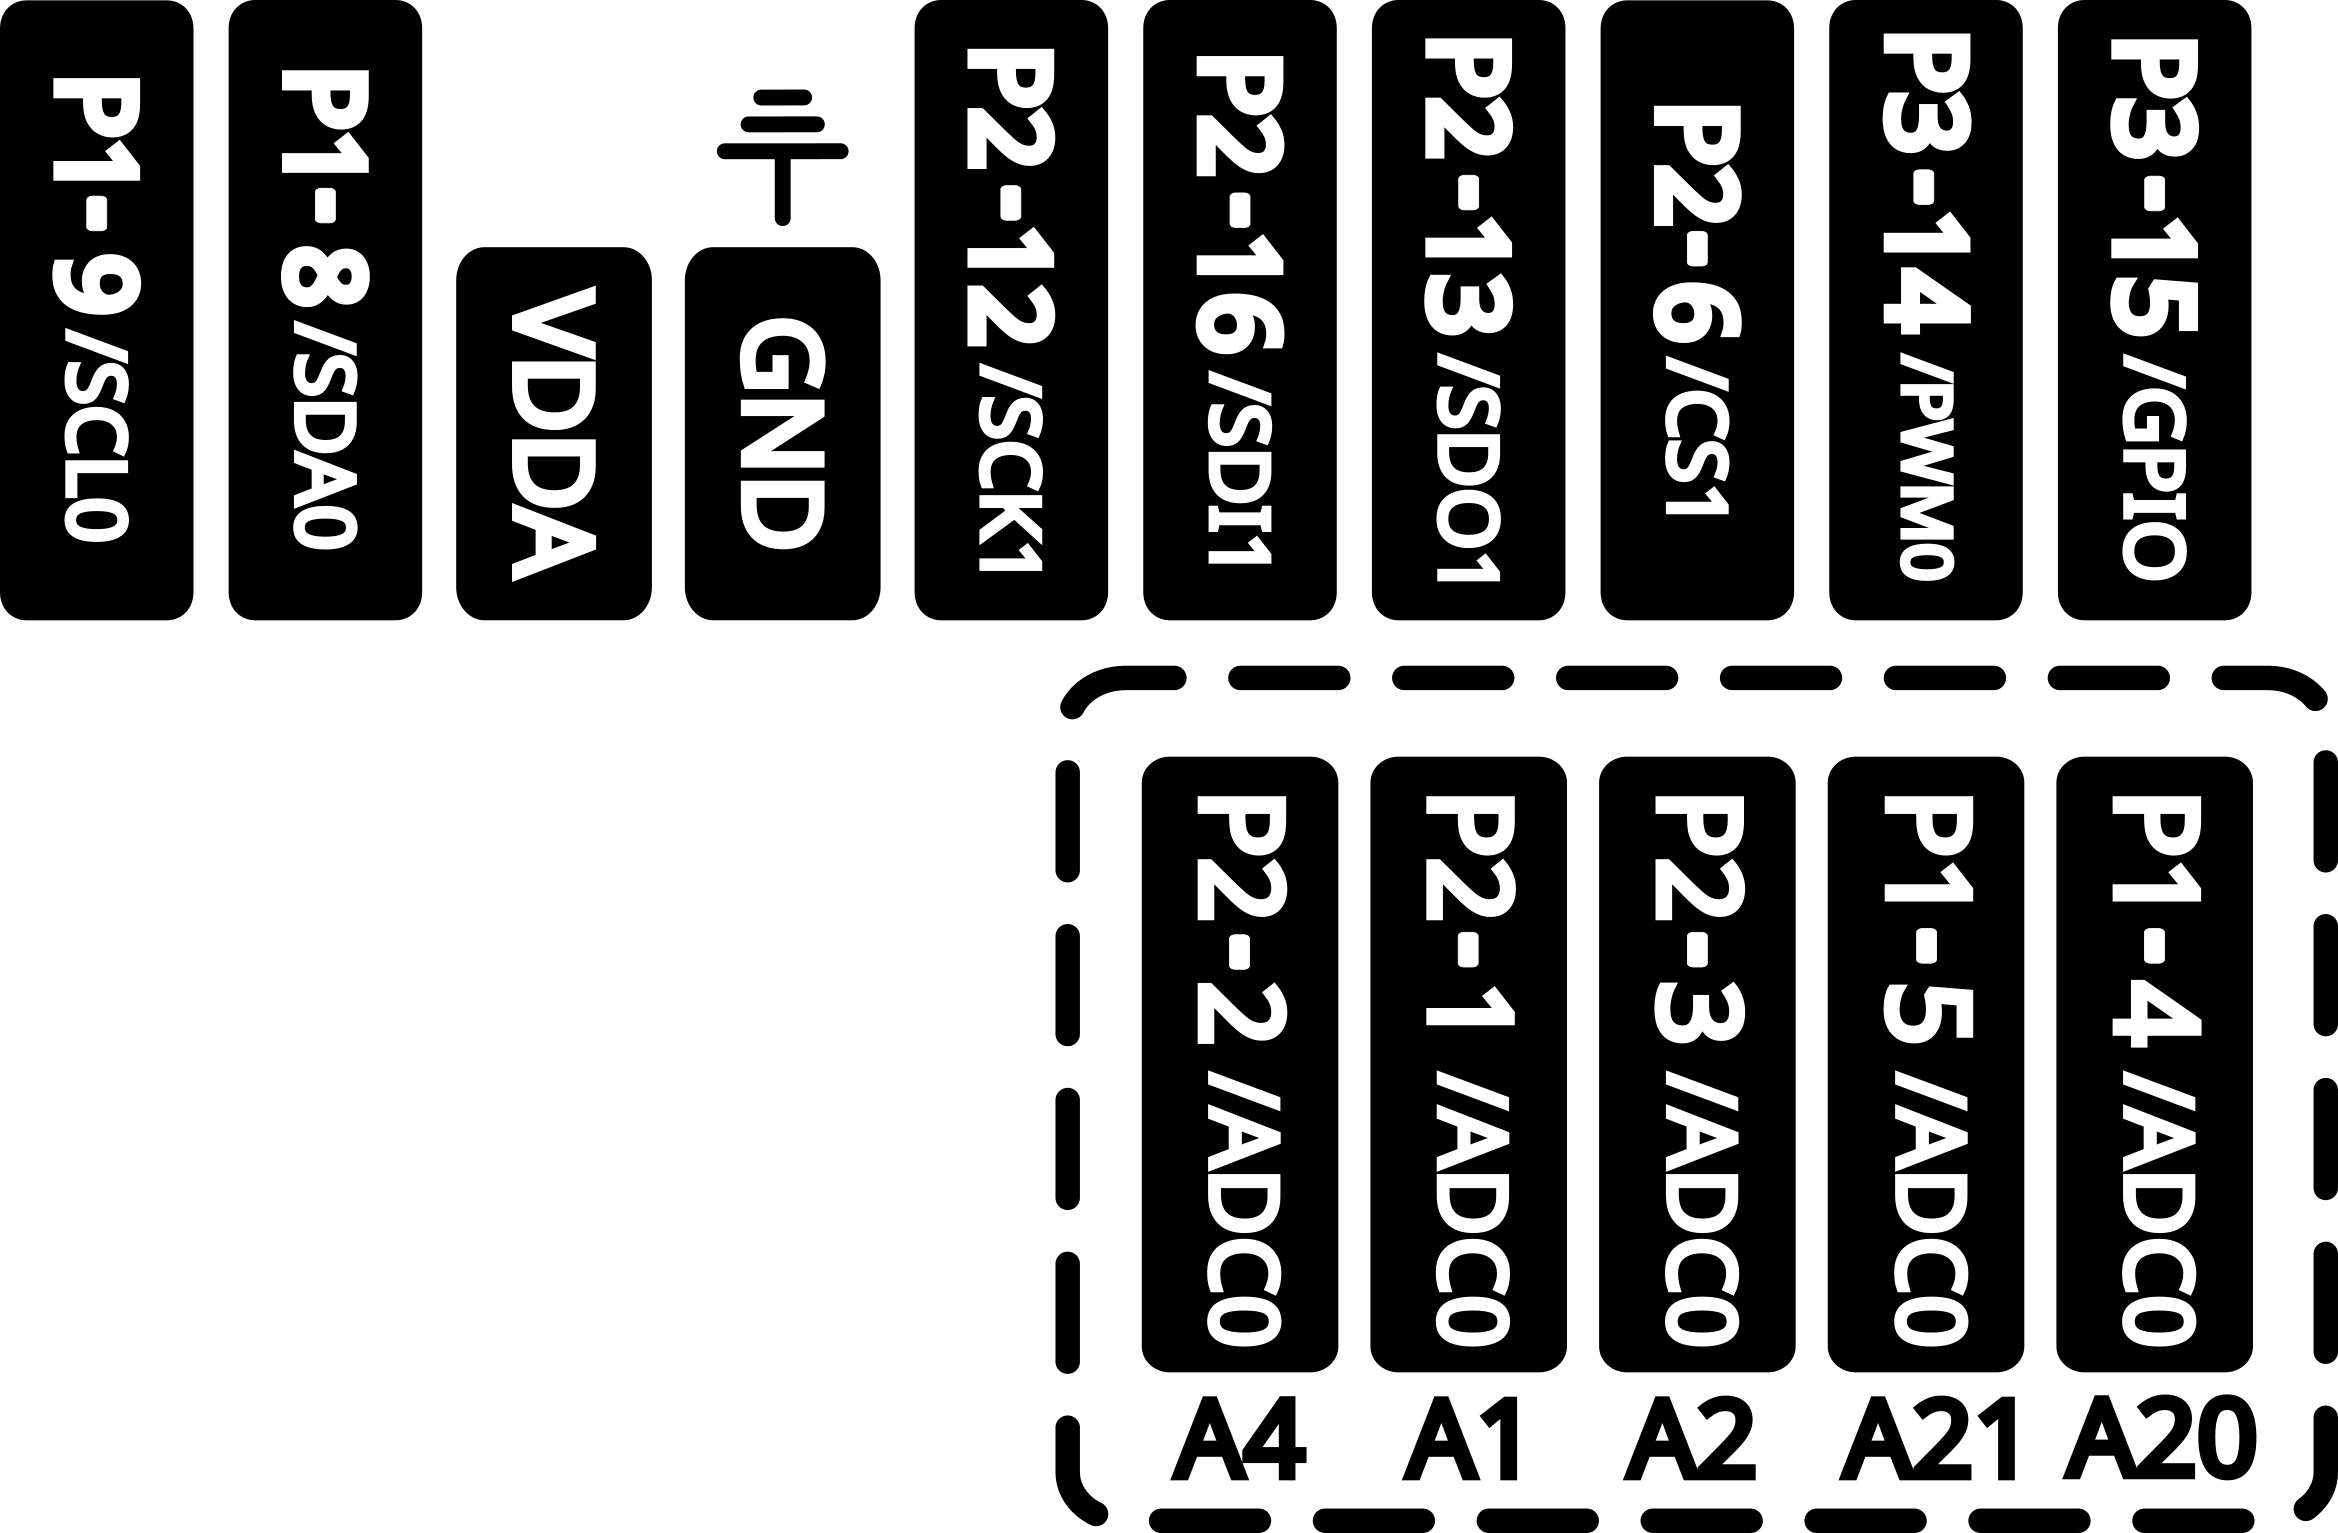 P1-9/SCL0
P1-8/SDA0
VDDA
GND
P2-12/SCK1
P2-16/SDI1
P2-13/SDO1
P2-6/CS1
P3-14/PWM0
P3-15/GPIO
P2-2 //ADC0
P2-1 //ADC0
P2-3 //ADC0
P1-5 //ADC0
P1-4 //ADC0
A4 A1 A2 A21 A20